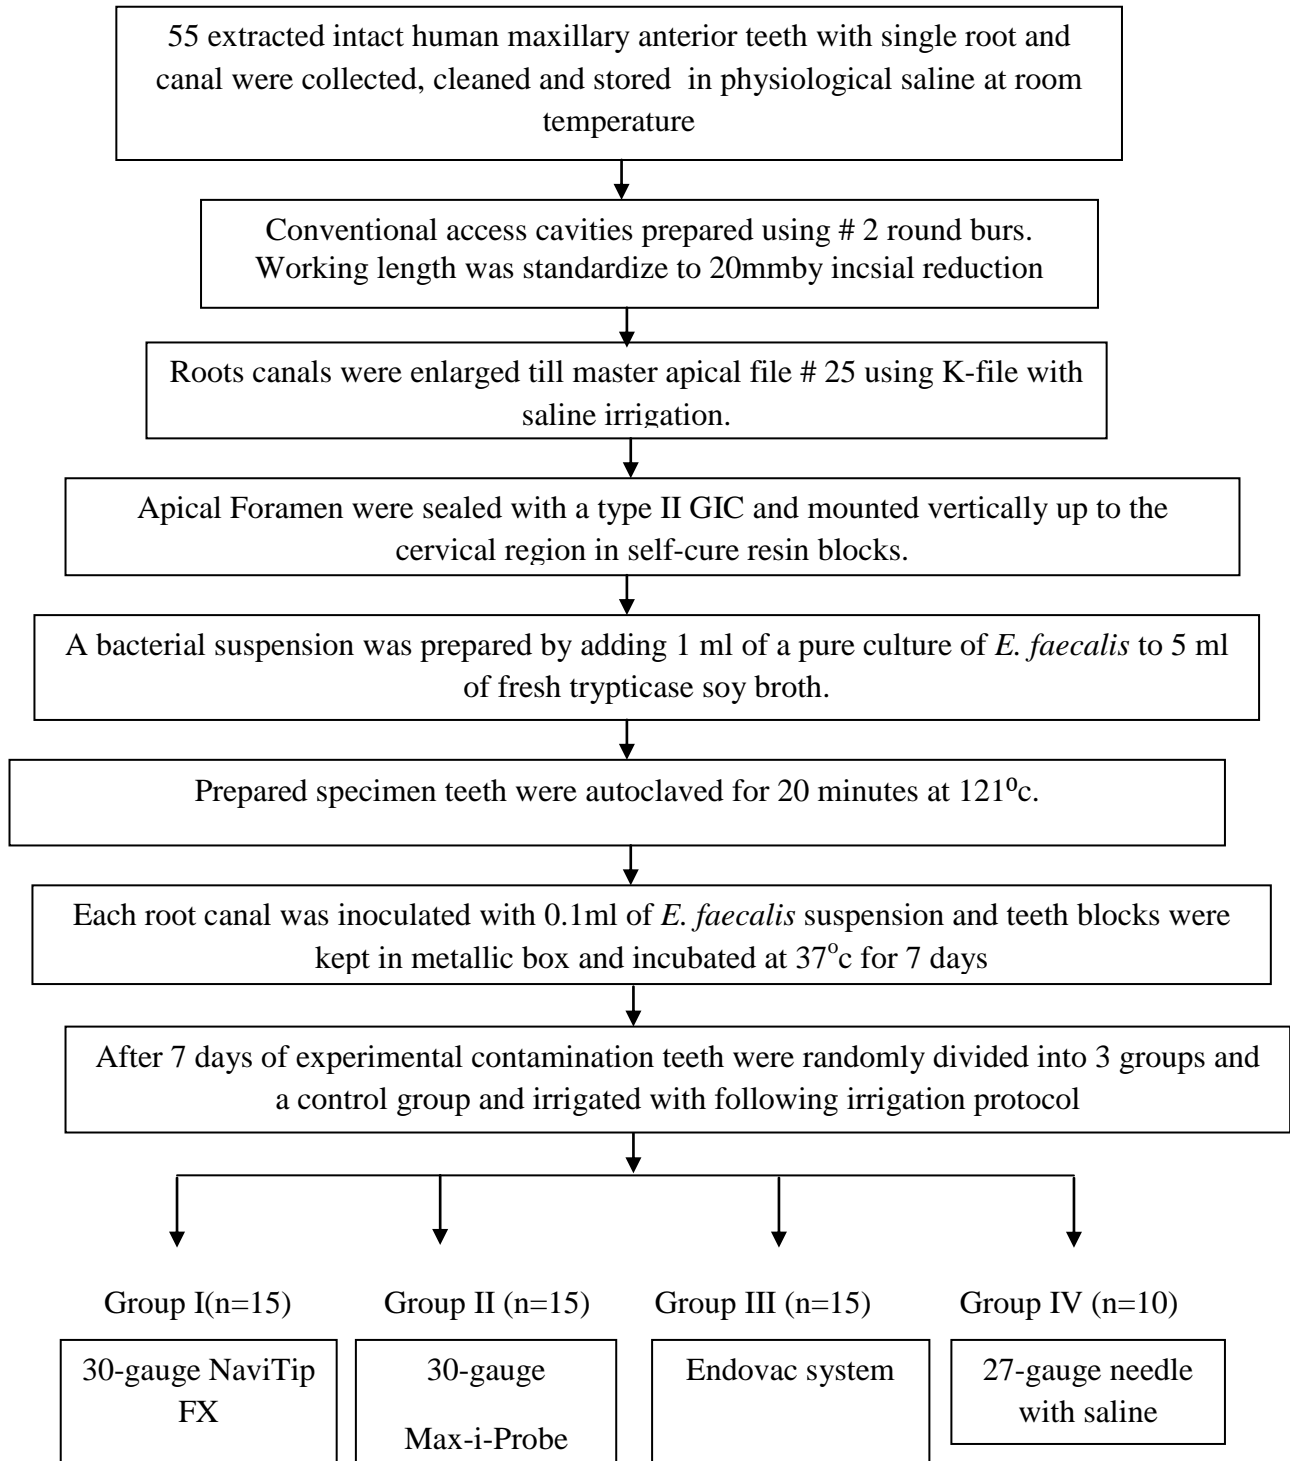 55 extracted intact human maxillary anterior teeth with single root and
canal were collected, cleaned and stored in physiological saline at room
temperature
Conventional access cavities prepared using # 2 round burs.
Working length was standardize to 20mmby incsial reduction
Roots canals were enlarged till master apical file # 25 using K-file with
saline irrigation.
Apical Foramen were sealed with a type II GIC and mounted vertically up to the
cervical region in self-cure resin blocks.
A bacterial suspension was prepared by adding 1 ml of a pure culture of E. faecalis to 5 ml
of fresh trypticase soy broth.
Prepared specimen teeth were autoclaved for 20 minutes at 121⁰c.
Each root canal was inoculated with 0.1ml of E. faecalis suspension and teeth blocks were
kept in metallic box and incubated at 37°c for 7 days
After 7 days of experimental contamination teeth were randomly divided into 3 groups and
a control group and irrigated with following irrigation protocol
Group I(n=15)
Group II (n=15)
Group III (n=15)
Group IV (n=10)
30-gauge NaviTip
FX
30-gauge
Max-i-Probe
Endovac system
27-gauge needle
with saline